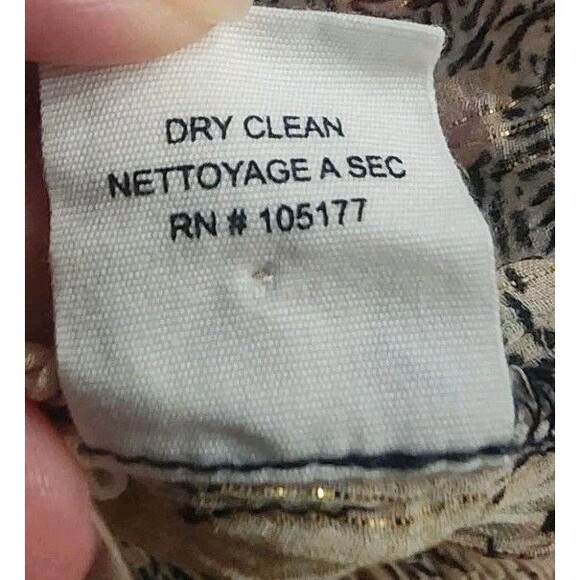 DRY CLEAN
NETTOYAGE A SEC
RN # 105177